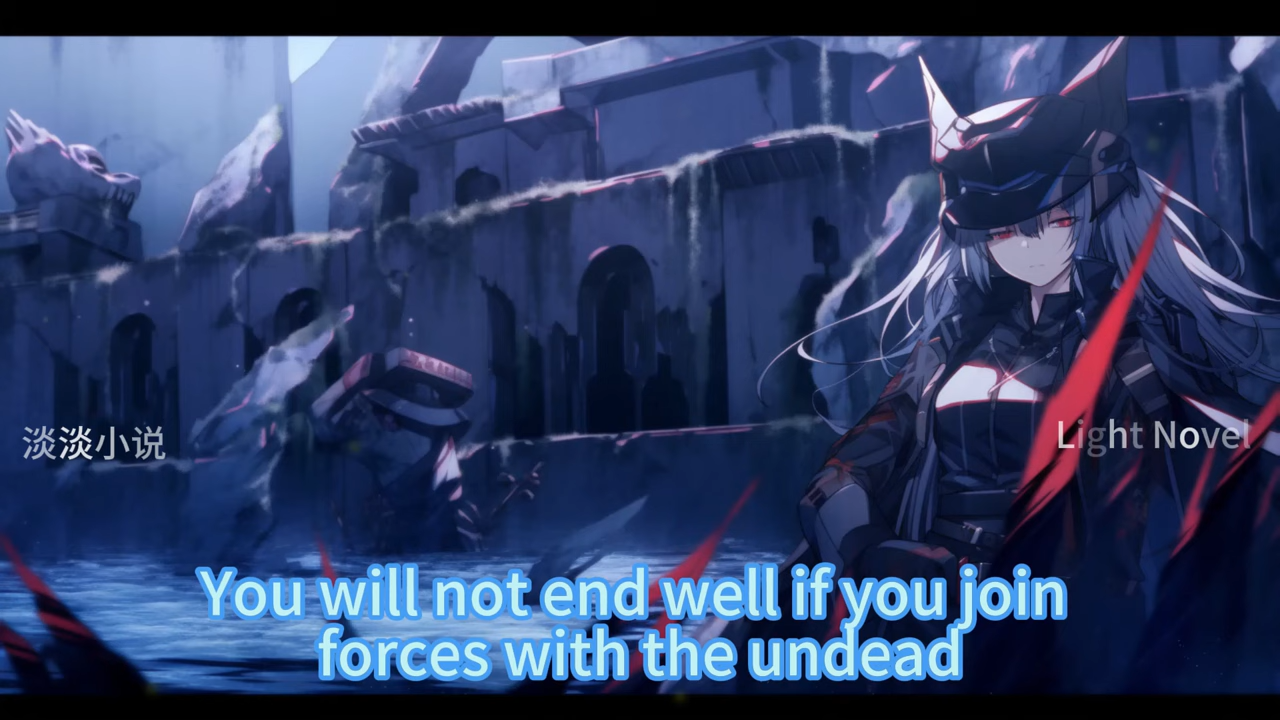 淡淡小说
Light Novel
You will not end well if you join
forces with the undead